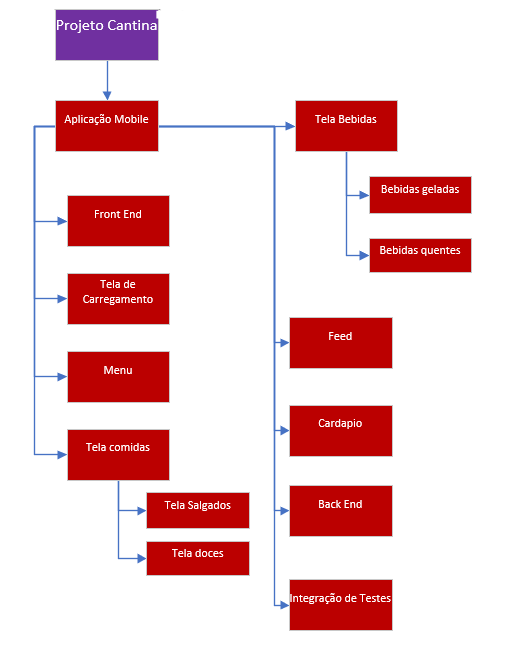 Projeto Cantina
Aplicação Mobile
Front End
Tela de
Carregamento
Menu
Tela comidas
Tela Salgados
Tela doces
Tela Bebidas
Bebidas geladas
Bebidas quentes
Feed
Cardapio
Back End
Integração de Testes